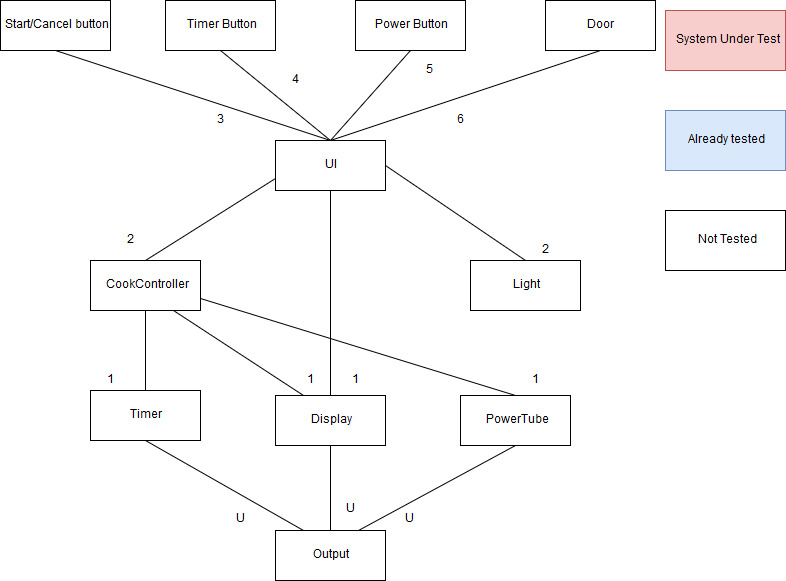 Start/Cancel button
Timer Button
Power Button
Door
System Under Test
4
5
3
6
Already tested
UI
2
2
Not Tested
CookController
Light
1
1
1
1
Timer
Display
PowerTube
U
U
U
Output